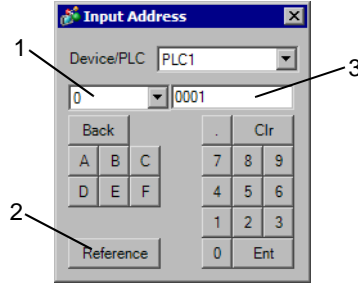 Input Address
1
Device/PLC PLC1
3
0 0001
Back . Clr
A B C 7 8 9
D E F 4 5 6
2
1 2 3
Reference 0 Ent